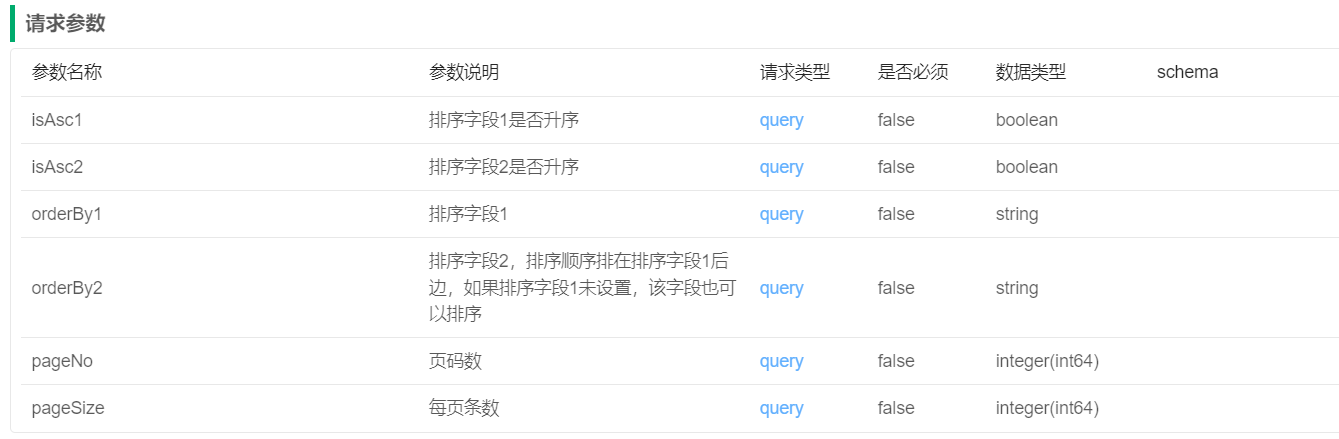 请求参数
参数名称 参数说明 请求类型 是否必须 数据类型 schema
isAsc1 排序字段1是否升序 query false boolean
isAsc2 排序字段2是否升序 query false boolean
orderBy1 排序字段1 query false string
orderBy2 排序字段2，排序顺序排在排序字段1后
边，如果排序字段1未设置，该字段也可
以排序 query false string
pageNo 页码数 query false integer(int64)
pageSize 每页条数 query false integer(int64)